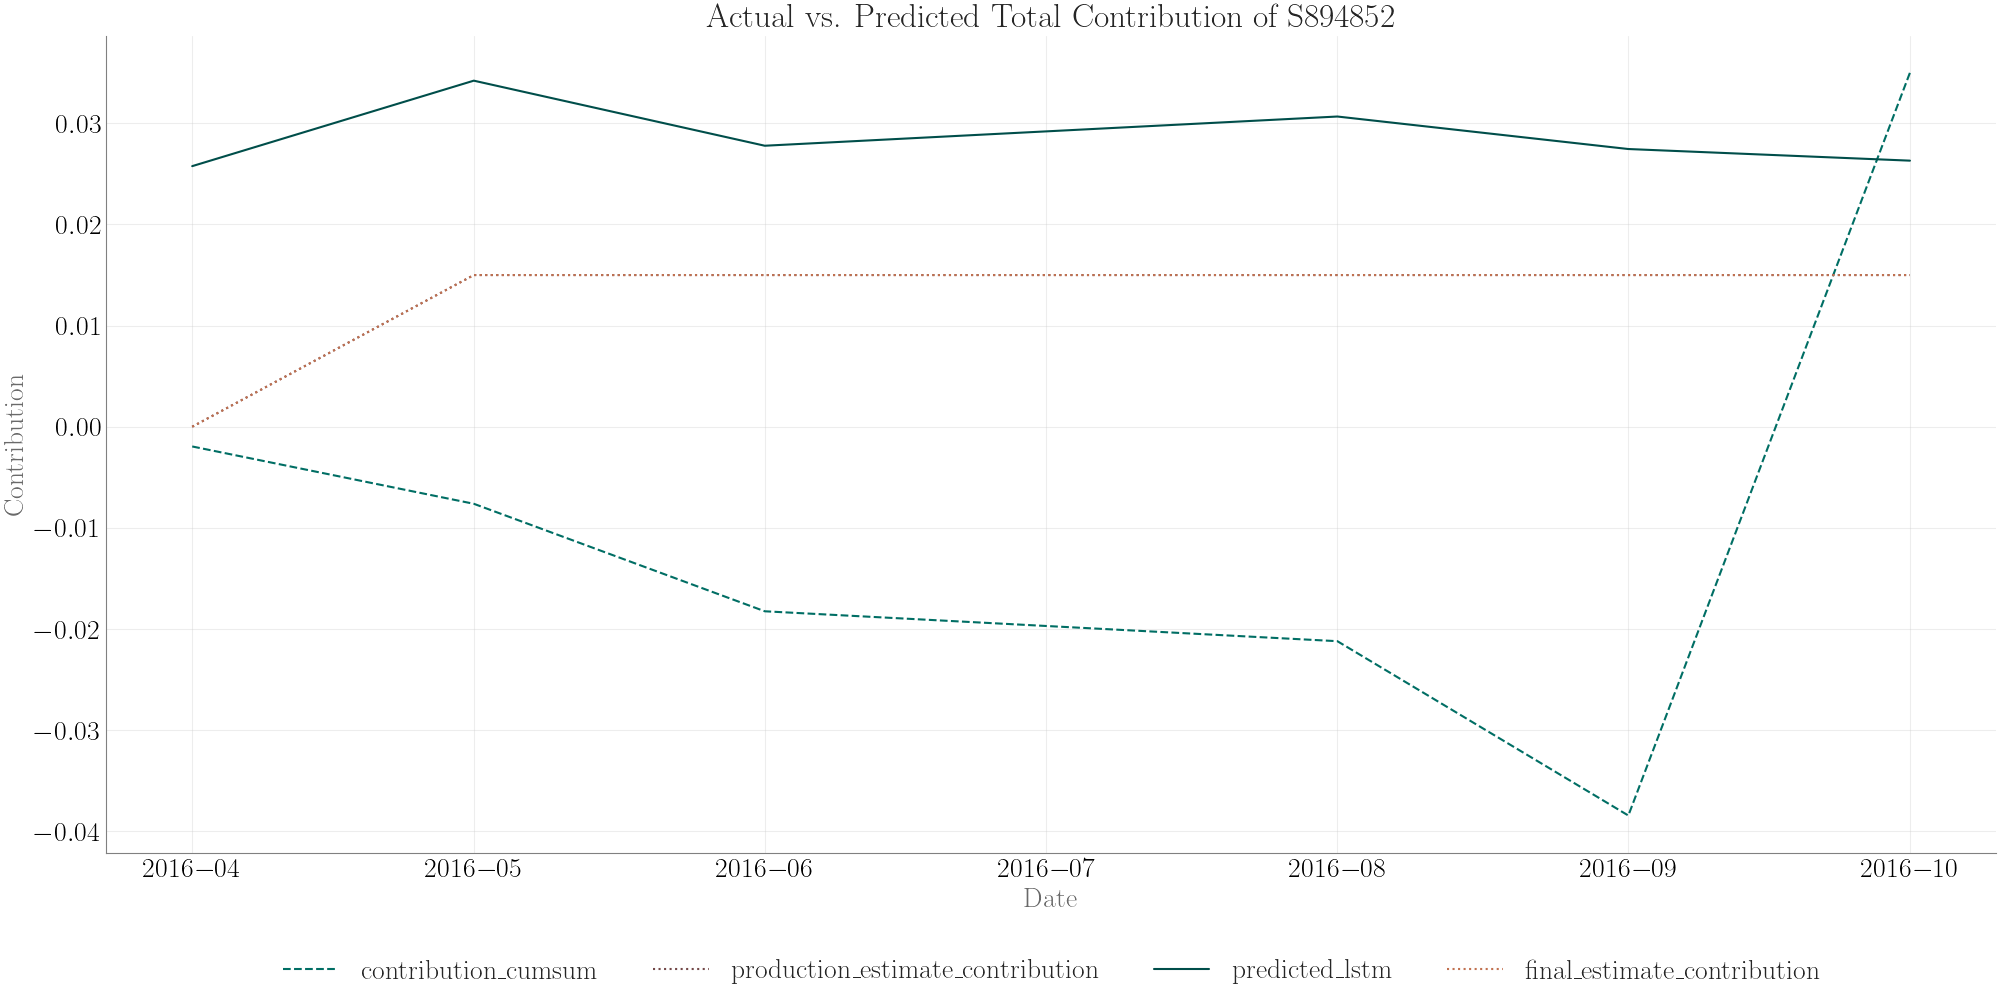 Actual vs. Predicted Total Contribution of S894852
0.03
0.02
0.01
0.00
−0.01
−0.02
−0.03
−0.04
Contribution
2016−04 2016−05 2016−06 2016−07 2016−08 2016−09 2016−10
Date
contribution_cumsum production_estimate_contribution predicted_lstm final_estimate_contribution